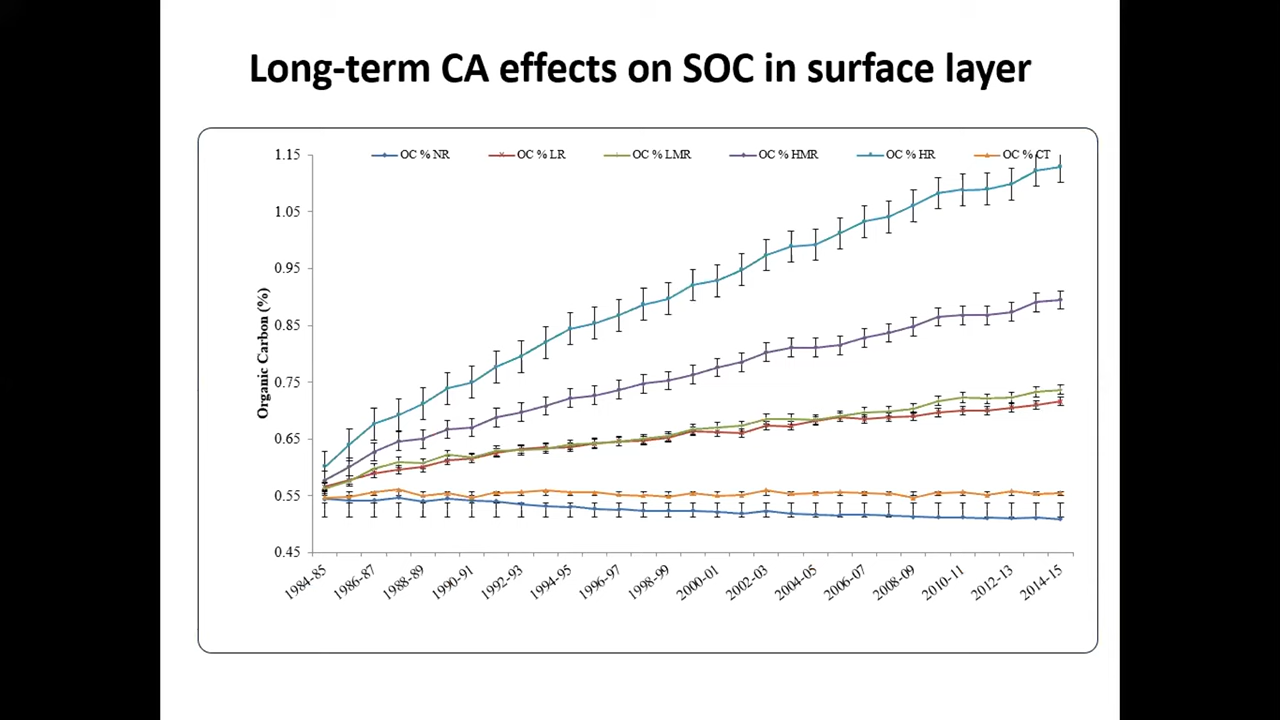 Long-term CA effects on SOC in surface layer
OC % NR OC % LR OC % LMR OC % HMR OC % HR OC % CT
1.15
1.05
0.95
0.85
0.75
0.65
0.55
0.45
Organic Carbon (%)
1984-85 1986-87 1988-89 1990-91 1992-93 1994-95 1996-97 1998-99 2000-01 2002-03 2004-05 2006-07 2008-09 2010-11 2012-13 2014-15